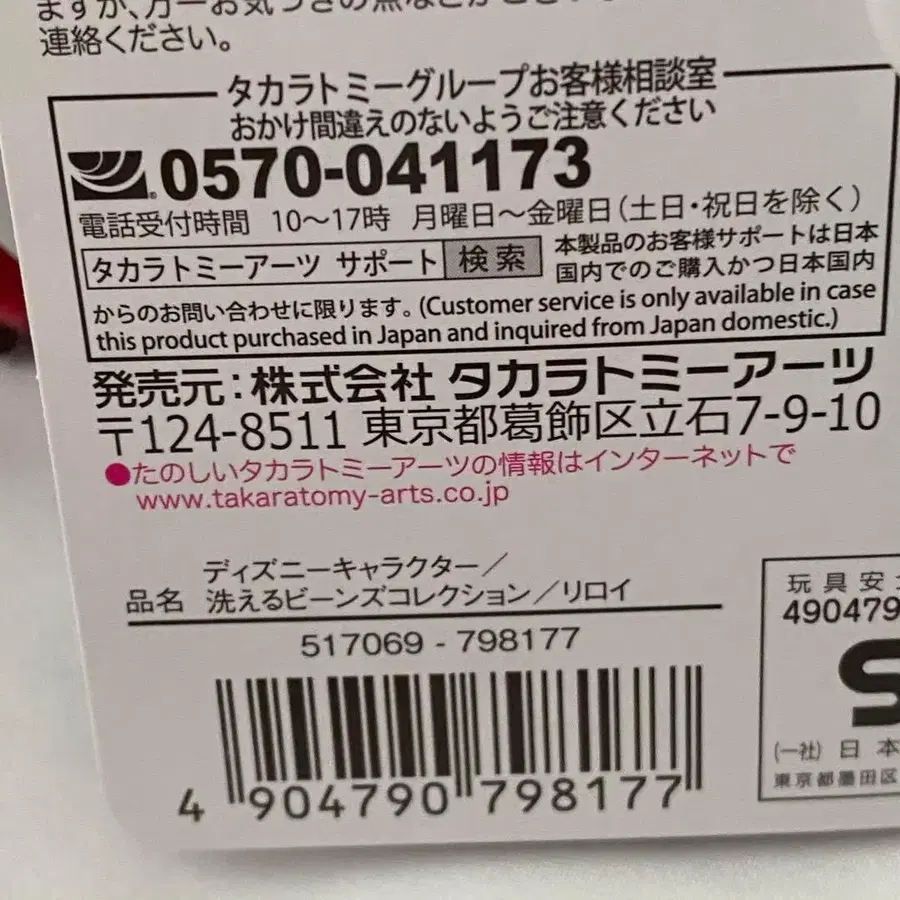 連絡ください。
タカラトミーグループお客様相談室
おかけ間違えのないようご注意ください
0570-041173
電話受付時間 10〜17時 月曜日〜金曜日(土日・祝日を除く)
タカラトミーアーツ サポート 検索
本製品のお客様サポートは日本
国内でのご購入かつ日本国内
からのお問い合わせに限ります。(Customer service is only available in case
this product purchased in Japan and inquired from Japan domestic.)
発売元:株式会社 タカラトミーアーツ
〒124-8511 東京都葛飾区立石7-9-10
●たのしいタカラトミーアーツの情報はインターネットで
www.takaratomy-arts.co.jp
品名 ディズニーキャラクター/
洗えるビーンズコレクション/リロイ
517069 - 798177
4 904790 798177
玩具安
490479
S
(一社) 日本
東京都墨田区